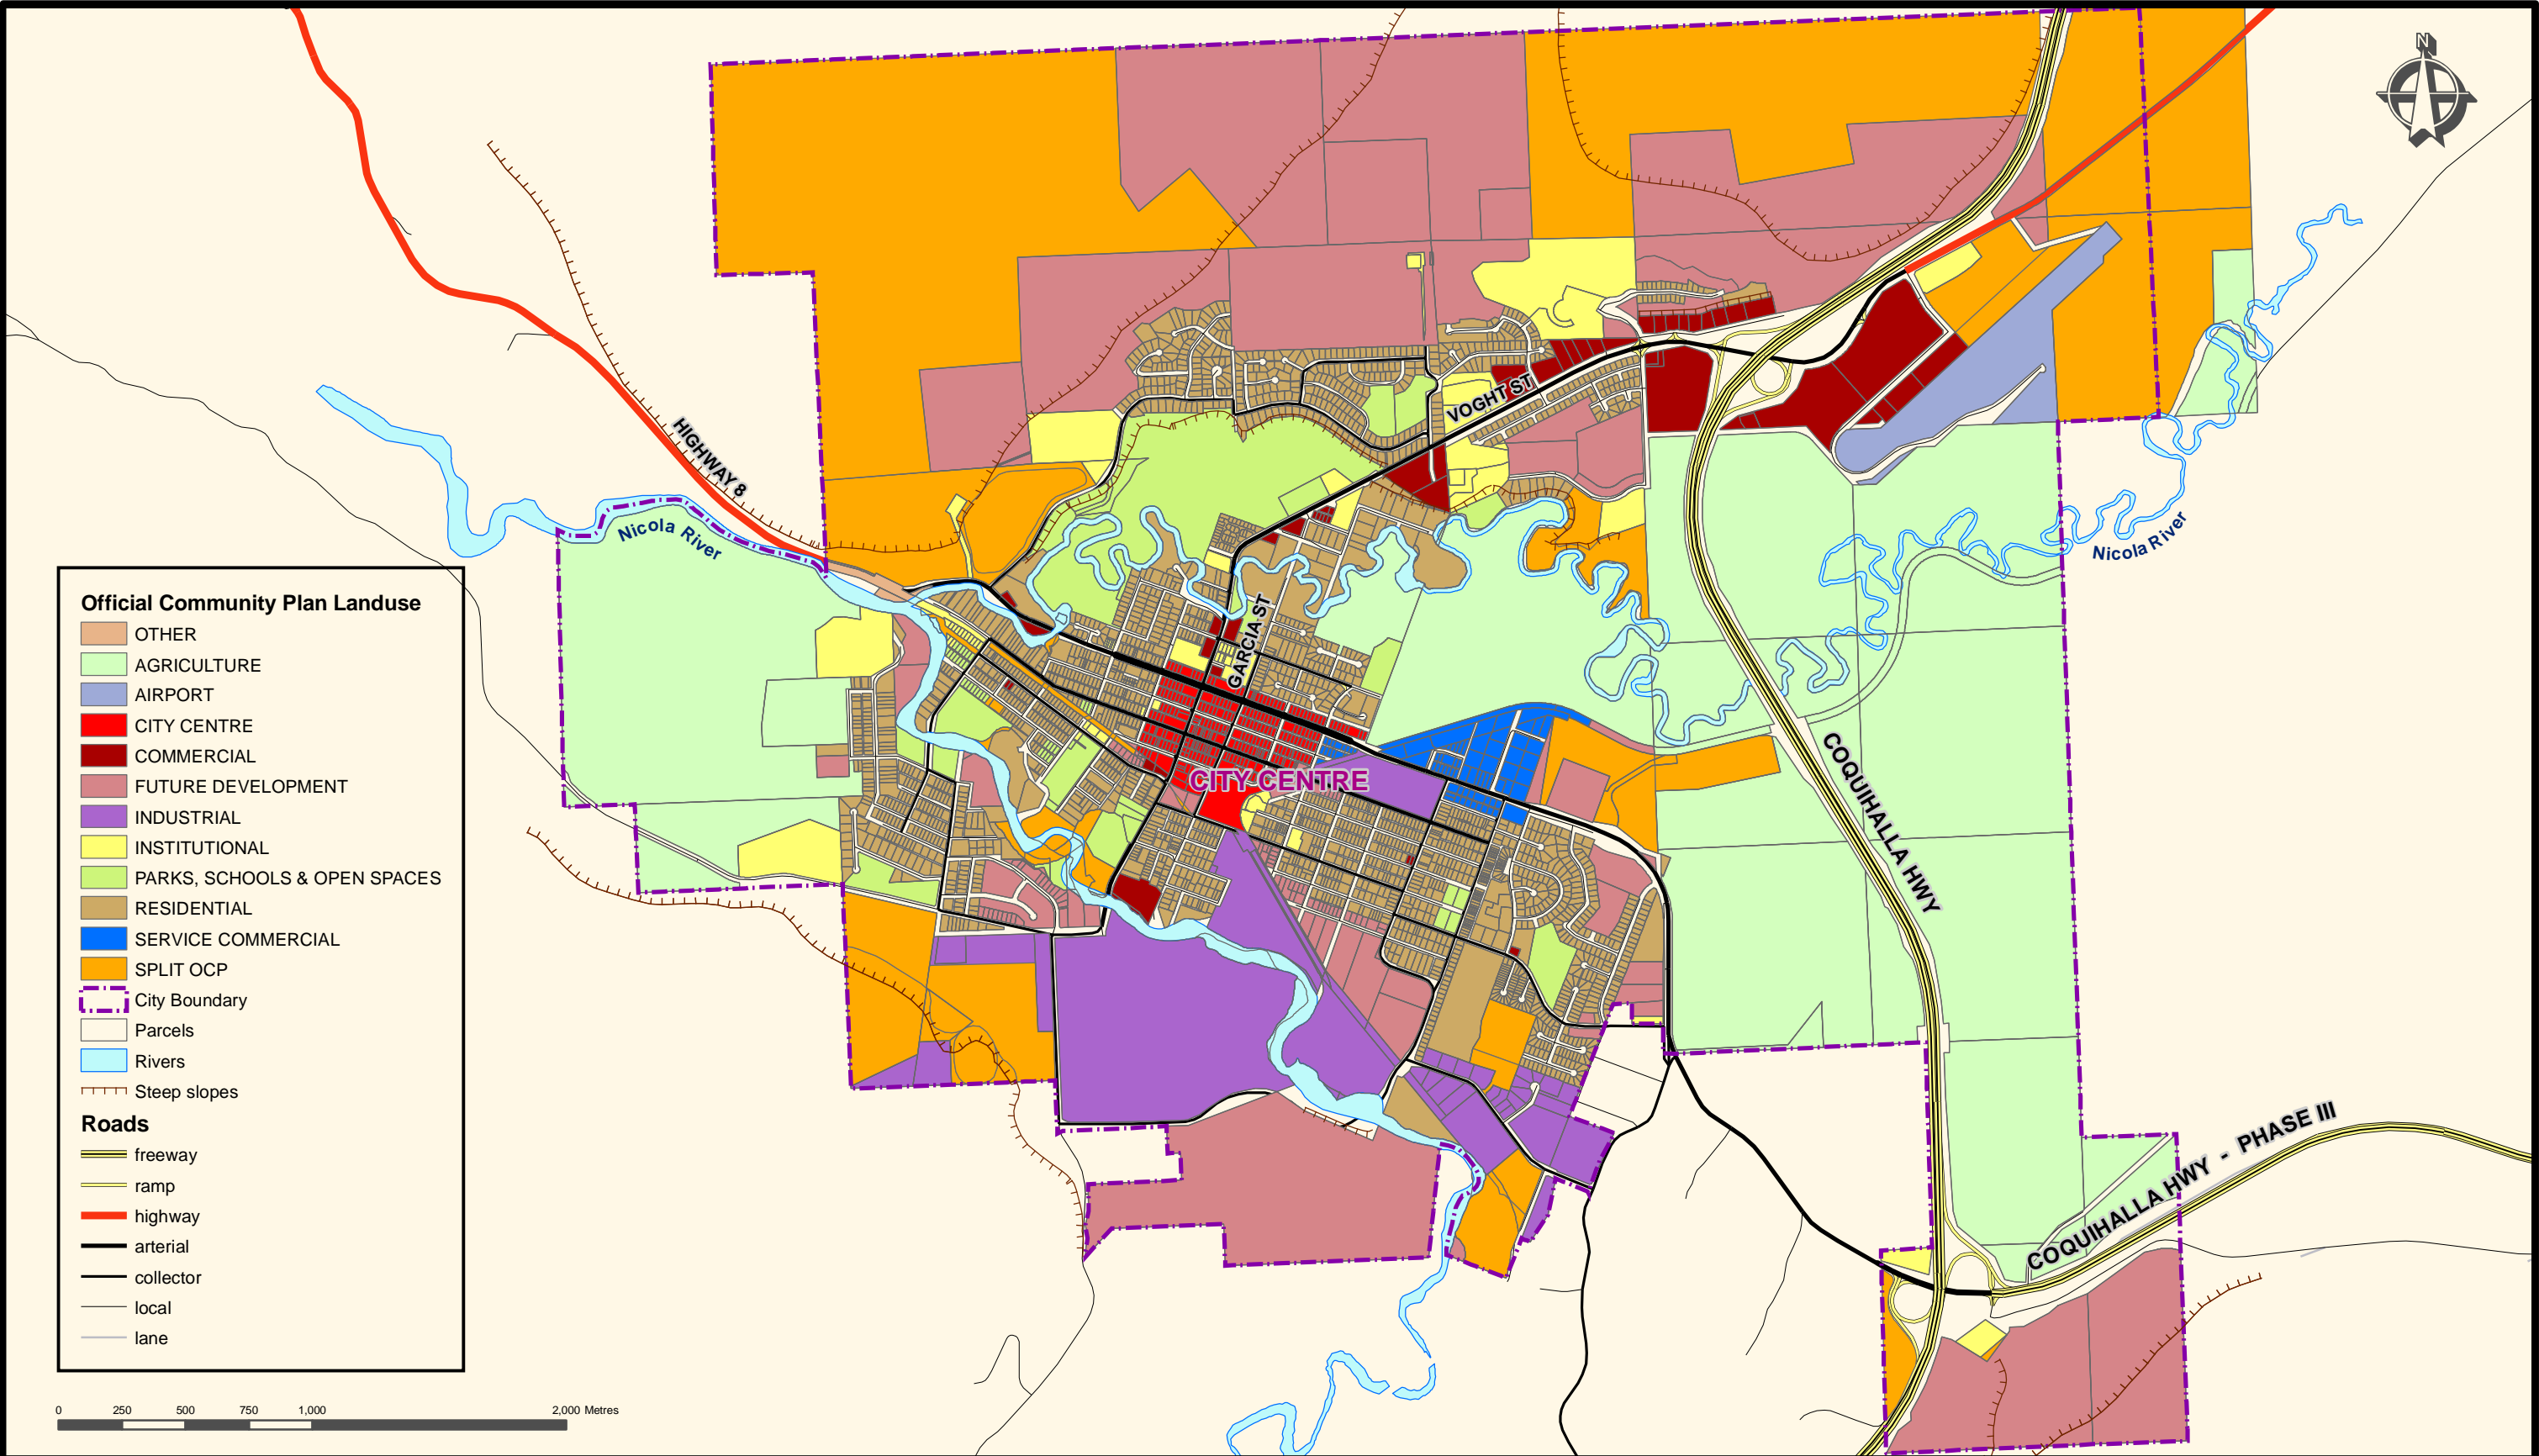 N
VOGHT ST
HIGHWAY 8
Nicola River
Nicola River
GARCIA ST
CITY CENTRE
COQUIHALLA HWY
COQUIHALLA HWY - PHASE III
Official Community Plan Landuse
OTHER
AGRICULTURE
AIRPORT
CITY CENTRE
COMMERCIAL
FUTURE DEVELOPMENT
INDUSTRIAL
INSTITUTIONAL
PARKS, SCHOOLS & OPEN SPACES
RESIDENTIAL
SERVICE COMMERCIAL
SPLIT OCP
City Boundary
Parcels
Rivers
Steep slopes
Roads
freeway
ramp
highway
arterial
collector
local
lane
0 250 500 750 1,000 2,000 Metres